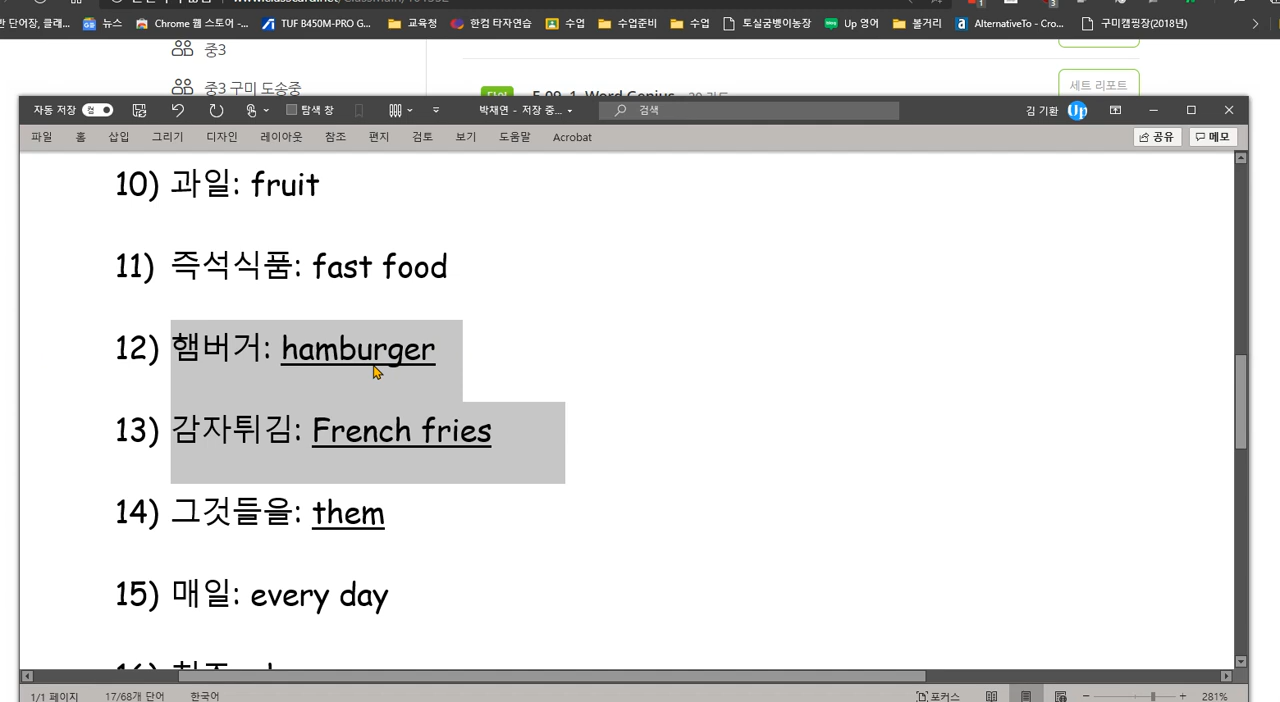 뉴스 Chrome 웹 스토어 -... TUF B450M-PRO G... 교육청 한컴 타자연습 수업 수업준비 수업 토실굼벵이농장 Up 영어 볼거리 AlternativeTo - Cro... 구미캠핑장(2018년)
중3
중3 구미 도송중
세트 리포트
자동 저장 탐색 창 박재연 - 저장 중... 검색 김 기환 Up
파일 홈 삽입 그리기 디자인 레이아웃 참조 편지 검토 보기 도움말 Acrobat 공유 메모
10) 과일: fruit
11) 즉석식품: fast food
12) 햄버거: hamburger
13) 감자튀김: French fries
14) 그것들을: them
15) 매일: every day
1/1 페이지 17/68개 단어 한국어 포커스 281%